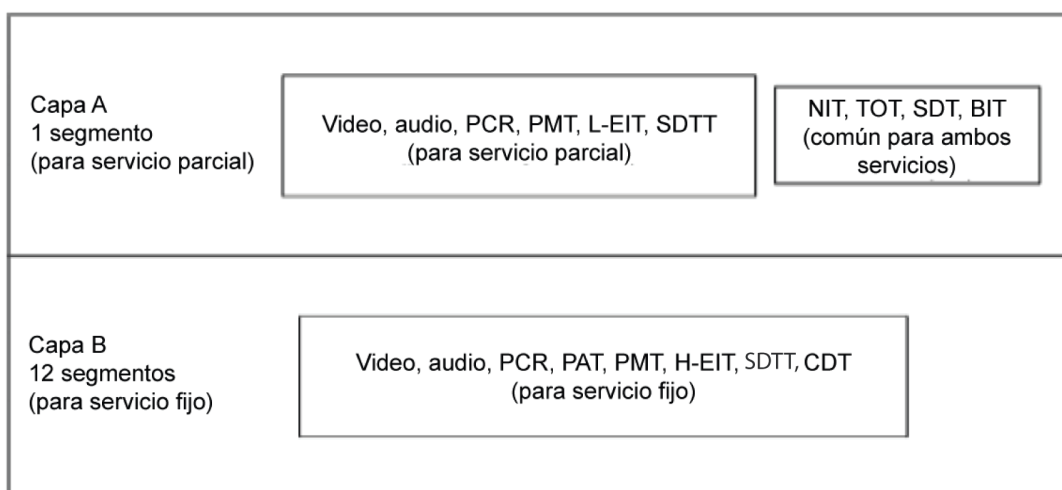 Capa A
1 segmento
(para servicio parcial)
Video, audio, PCR, PMT, L-EIT, SDTT
(para servicio parcial)
NIT, TOT, SDT, BIT
(común para ambos
servicios)
Capa B
12 segmentos
(para servicio fijo)
Video, audio, PCR, PAT, PMT, H-EIT, SDTT, CDT
(para servicio fijo)